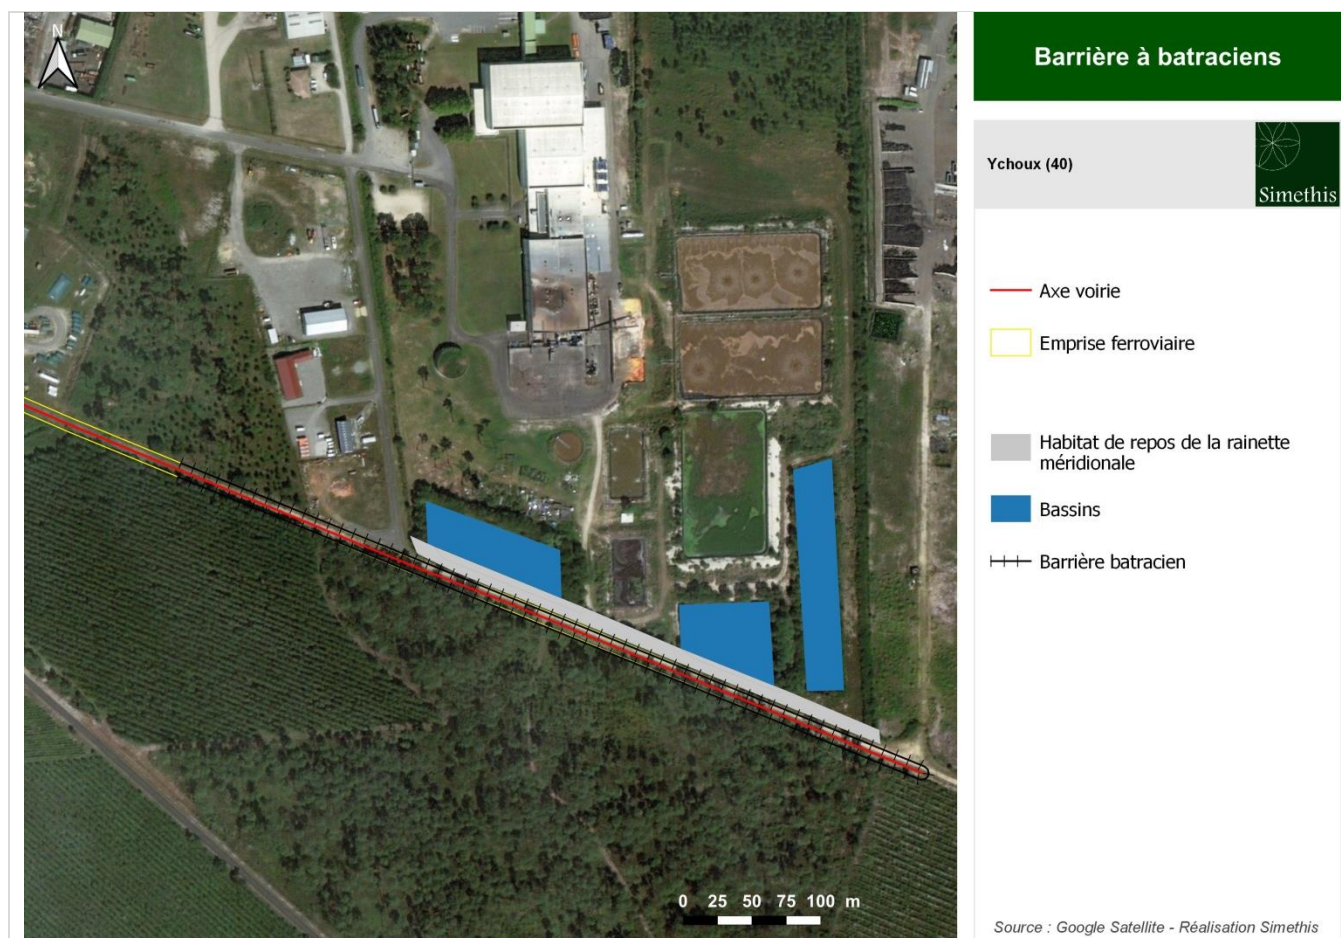 N
Barrière à batraciens
Ychoux (40)
Simethis
Axe voirie
Emprise ferroviaire
Habitat de repos de la rainette
méridionale
Bassins
Barrière batracien
0 25 50 75 100 m
Source : Google Satellite - Réalisation Simethis